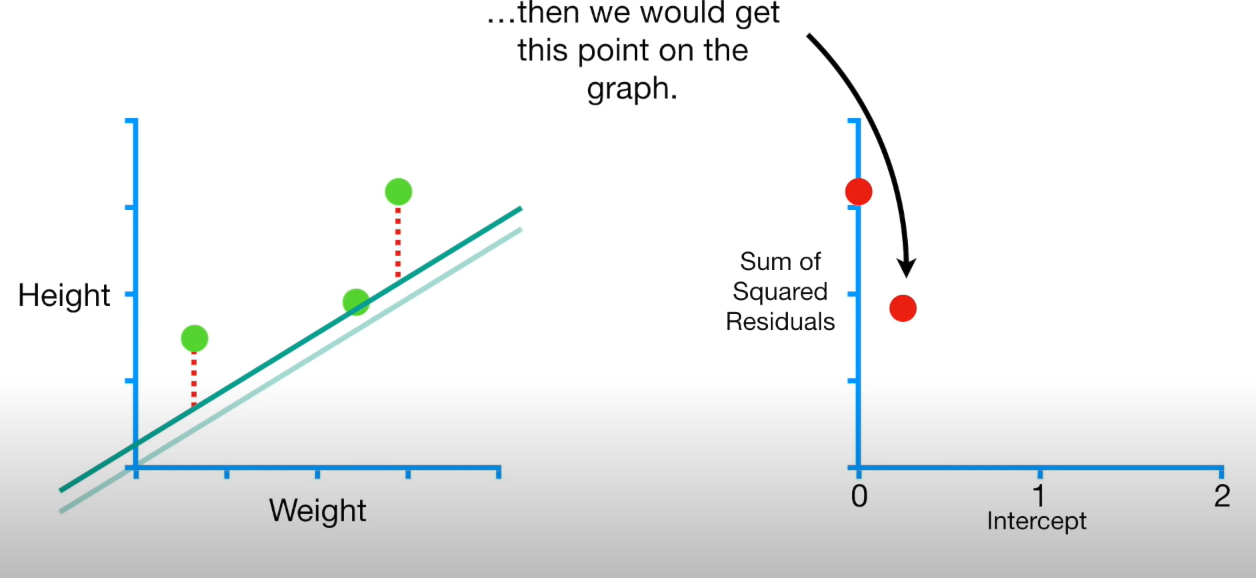 …then we would get
this point on the
graph.
Height
Weight
Sum of
Squared
Residuals
0
1
2
Intercept